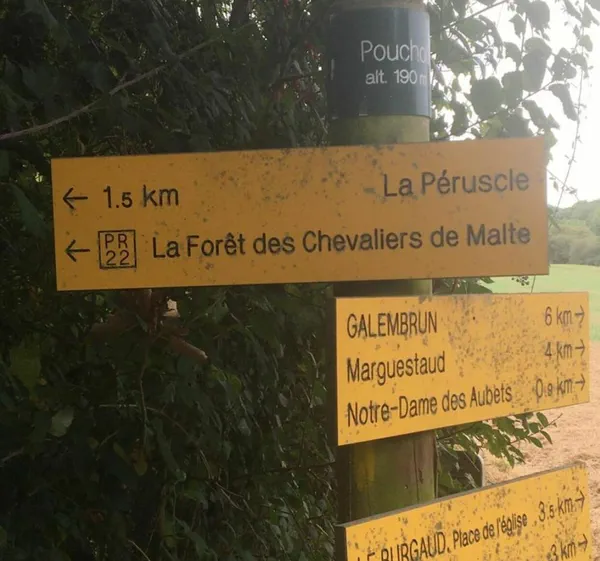 alt. 190 m
← 1.5 km La Péruscle
← PR 22 La Forêt des Chevaliers de Malte
GALEMBRUN 6 km →
Marguestaud 4 km →
Notre-Dame des Aubets 0.9 km →
LE BURGAUD, Place de l'église 3.5 km →
3 km →